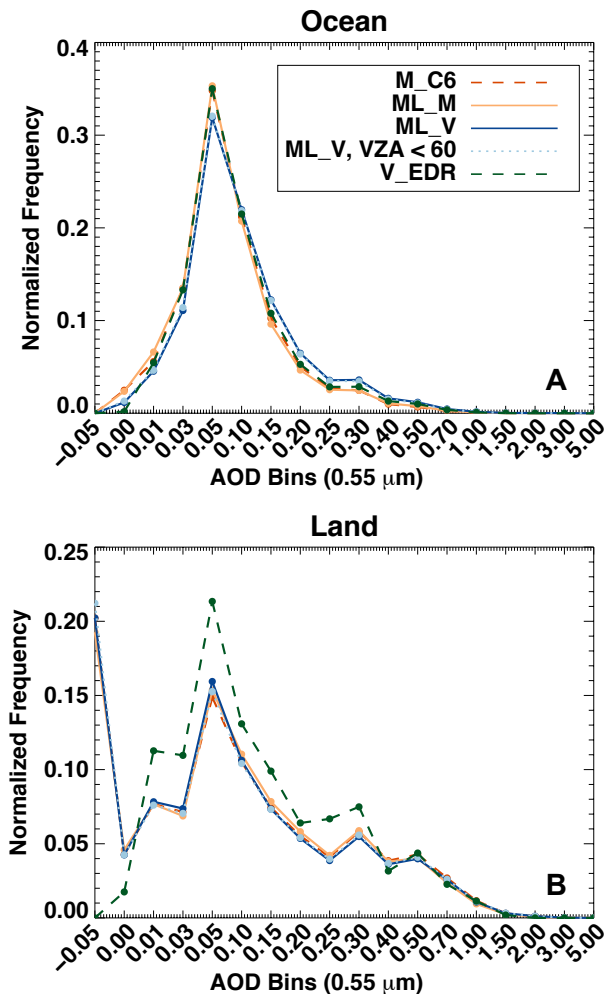 Ocean
0.4
0.3
0.2
0.1
0.0
Normalized Frequency
M_C6
ML_M
ML_V
ML_V, VZA < 60
V_EDR
A
−0.05 0.00 0.01 0.03 0.05 0.10 0.15 0.20 0.25 0.30 0.40 0.50 0.70 1.00 1.50 2.00 3.00 5.00
AOD Bins (0.55 μm)
Land
0.25
0.20
0.15
0.10
0.05
0.00
Normalized Frequency
B
−0.05 0.00 0.01 0.03 0.05 0.10 0.15 0.20 0.25 0.30 0.40 0.50 0.70 1.00 1.50 2.00 3.00 5.00
AOD Bins (0.55 μm)